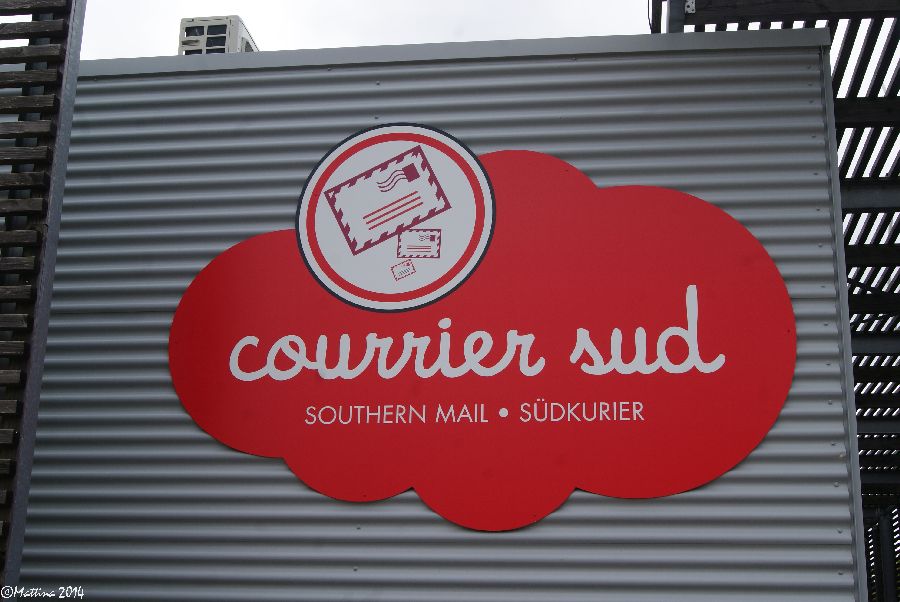 courrier sud
SOUTHERN MAIL • SÜDKURIER
©Mattina 2014